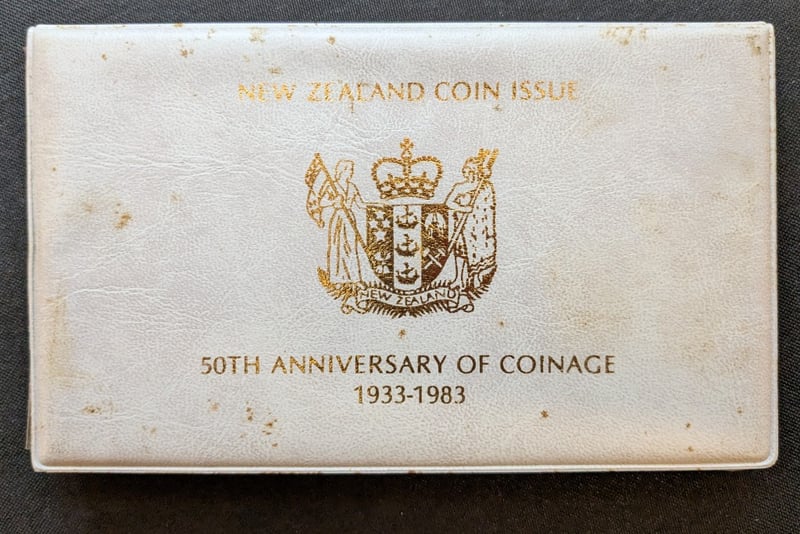 NEW ZEALAND COIN ISSUE
NEW ZEALAND
50TH ANNIVERSARY OF COINAGE
1933-1983